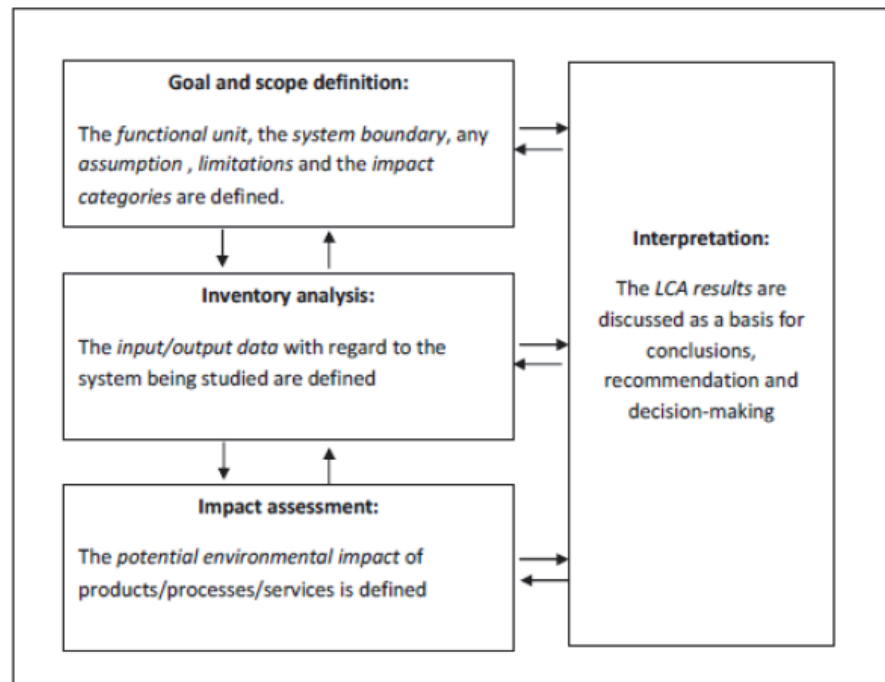 Goal and scope definition:
The functional unit, the system boundary, any
assumption , limitations and the impact
categories are defined.
Inventory analysis:
The input/output data with regard to the
system being studied are defined
Impact assessment:
The potential environmental impact of
products/processes/services is defined
Interpretation:
The LCA results are
discussed as a basis for
conclusions,
recommendation and
decision-making